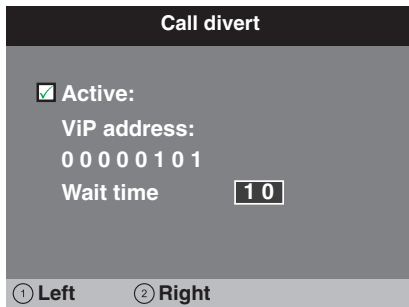 Call divert
Active:
ViP address:
0 0 0 0 0 1 0 1
Wait time 1 0
1 Left 2 Right